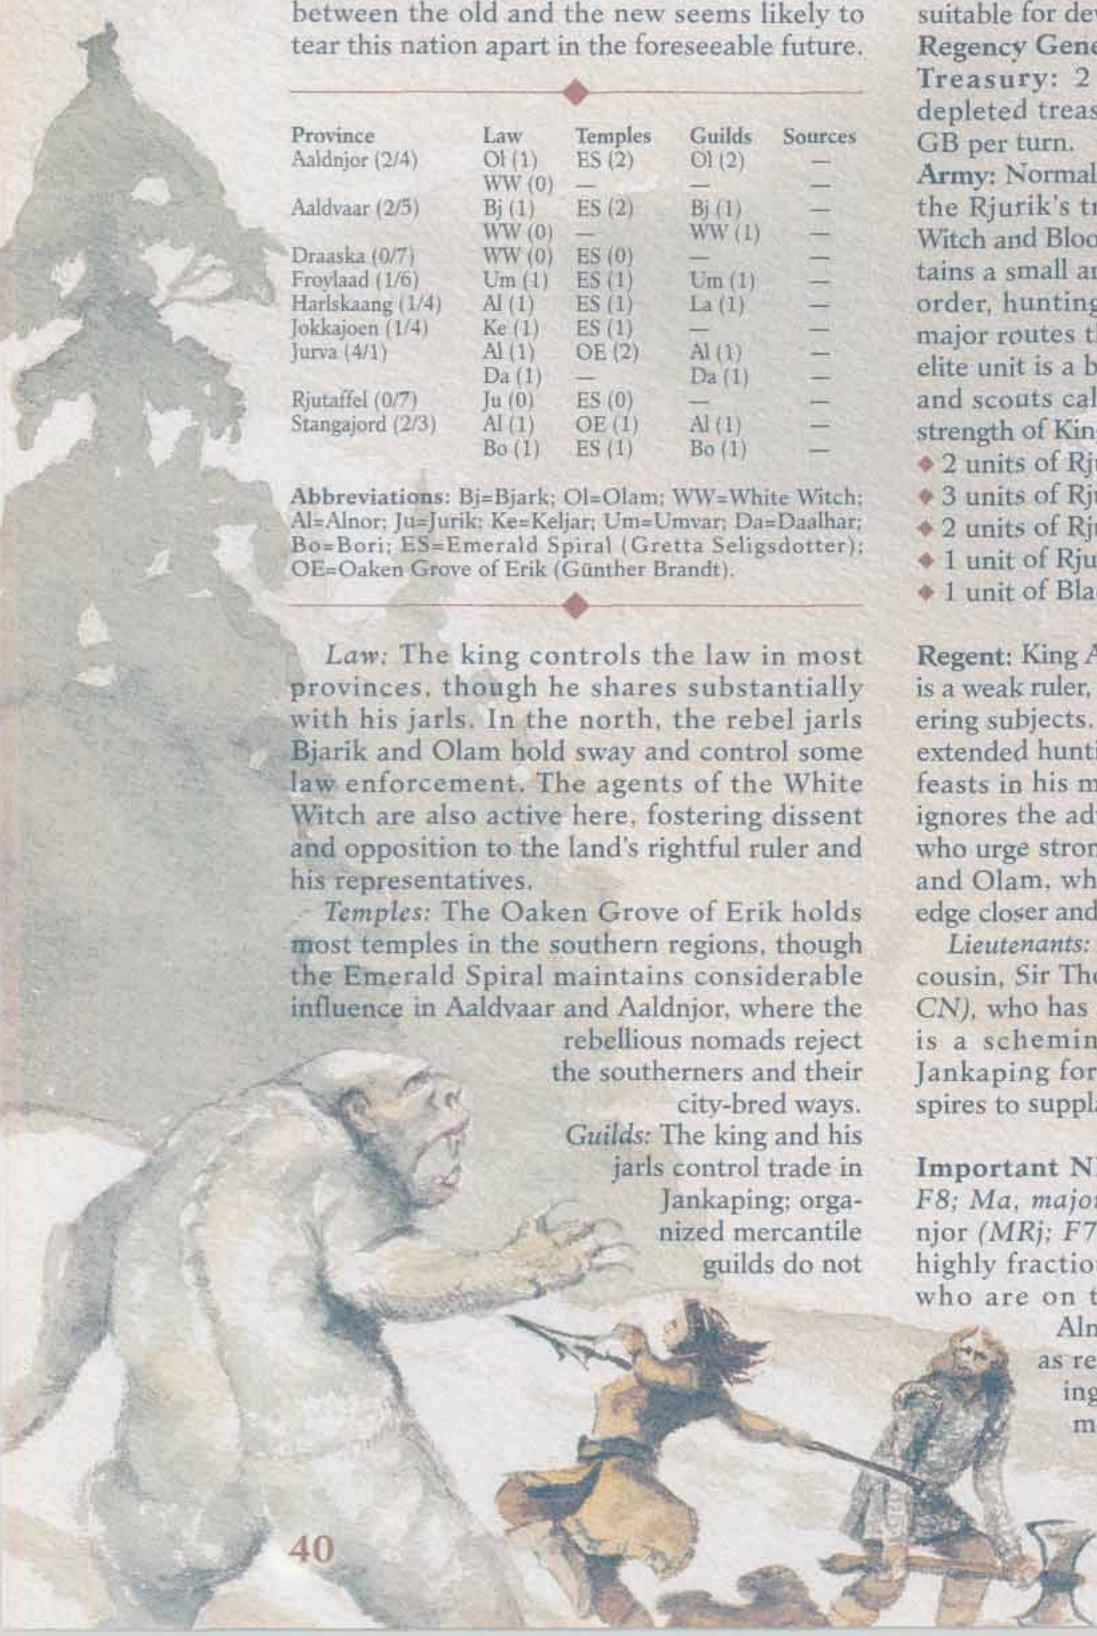 between the old and the new seems likely to
tear this nation apart in the foreseeable future.
Province Law Temples Guilds Sources
Aaldnjor (2/4) Ol (1) ES (2) Ol (2) —
WW (0) — — —
Aaldvaar (2/5) Bj (1) ES (2) Bj (1) —
WW (0) — WW (1) —
Draaska (0/7) WW (0) ES (0) — —
Froylaad (1/6) Um (1) ES (1) Um (1) —
Harlskaang (1/4) Al (1) ES (1) La (1) —
Jokkajoen (1/4) Ke (1) ES (1) — —
Jurva (4/1) Al (1) OE (2) Al (1) —
Da (1) — Da (1) —
Rjutaffel (0/7) Ju (0) ES (0) — —
Stangajord (2/3) Al (1) OE (1) Al (1) —
Bo (1) ES (1) Bo (1) —
Abbreviations: Bj=Bjark; Ol=Olam; WW=White Witch;
Al=Alnor; Ju=Jurik; Ke=Keljar; Um=Umvar; Da=Daalhar;
Bo=Bori; ES=Emerald Spiral (Gretta Seligsdotter);
OE=Oaken Grove of Erik (Günther Brandt).
Law: The king controls the law in most
provinces, though he shares substantially
with his jarls. In the north, the rebel jarls
Bjarik and Olam hold sway and control some
law enforcement. The agents of the White
Witch are also active here, fostering dissent
and opposition to the land's rightful ruler and
his representatives.
Temples: The Oaken Grove of Erik holds
most temples in the southern regions, though
the Emerald Spiral maintains considerable
influence in Aaldvaar and Aaldnjor, where the
rebellious nomads reject
the southerners and their
city-bred ways.
Guilds: The king and his
jarls control trade in
Jankaping; orga-
nized mercantile
guilds do not
40
suitable for dev
Regency Gene
Treasury: 2
depleted treas
GB per turn.
Army: Normal
the Rjurik's tr
Witch and Bloo
tains a small ar
order, hunting
major routes th
elite unit is a b
and scouts cal
strength of Kin
◆ 2 units of Rju
◆ 3 units of Rju
◆ 2 units of Rju
◆ 1 unit of Rju
◆ 1 unit of Bla
Regent: King A
is a weak ruler,
ering subjects.
extended hunti
feasts in his m
ignores the ad
who urge stron
and Olam, wh
edge closer and
Lieutenants:
cousin, Sir The
CN), who has
is a schemin
Jankaping for
spires to suppla
Important N
F8; Ma, major
njor (MRj; F7
highly fractio
who are on t
Aln
as re
ing
m